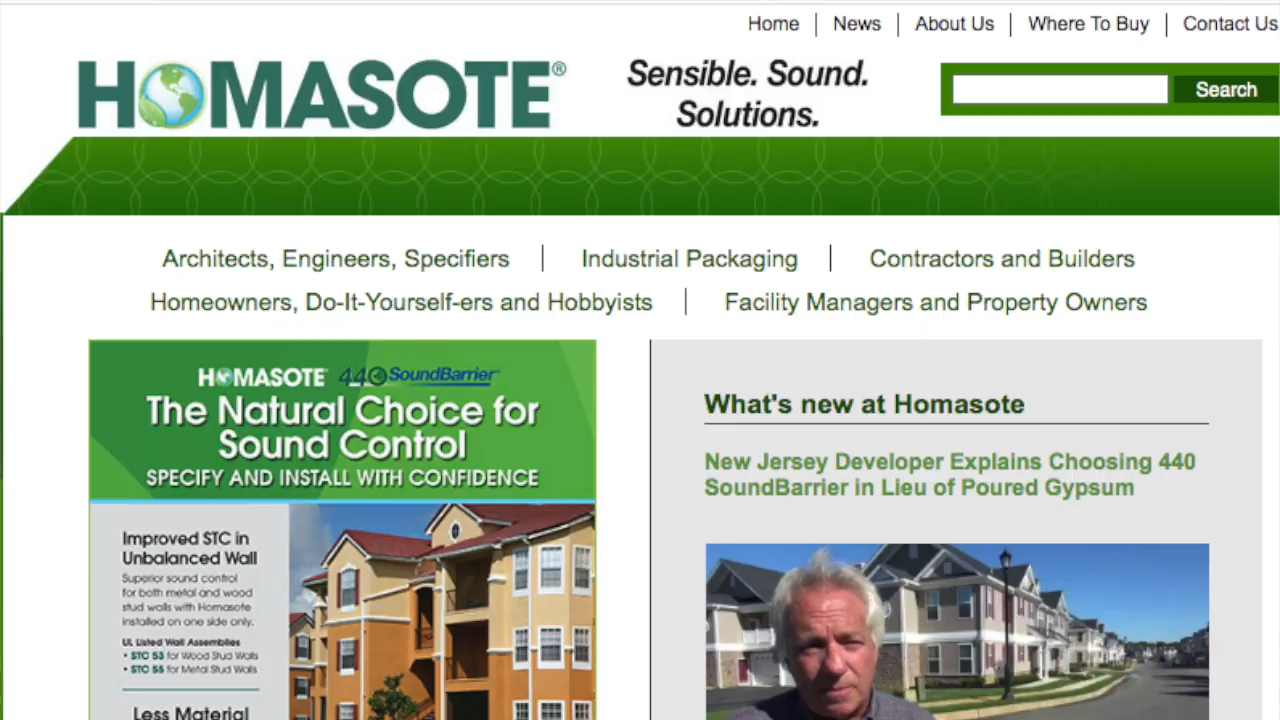 Home | News | About Us | Where To Buy | Contact Us
HOMASOTE®
Sensible. Sound.
Solutions.
Search
Architects, Engineers, Specifiers | Industrial Packaging | Contractors and Builders
Homeowners, Do-It-Yourself-ers and Hobbyists | Facility Managers and Property Owners
HOMASOTE 440 SoundBarrier
The Natural Choice for
Sound Control
SPECIFY AND INSTALL WITH CONFIDENCE
Improved STC in
Unbalanced Wall
Superior sound control
for both metal and wood
stud walls with Homasote
installed on one side only.
UL Listed Wall Assemblies
• STC 53 for Wood Stud Walls
• STC 55 for Metal Stud Walls
Less Material
What's new at Homasote
New Jersey Developer Explains Choosing 440
SoundBarrier in Lieu of Poured Gypsum